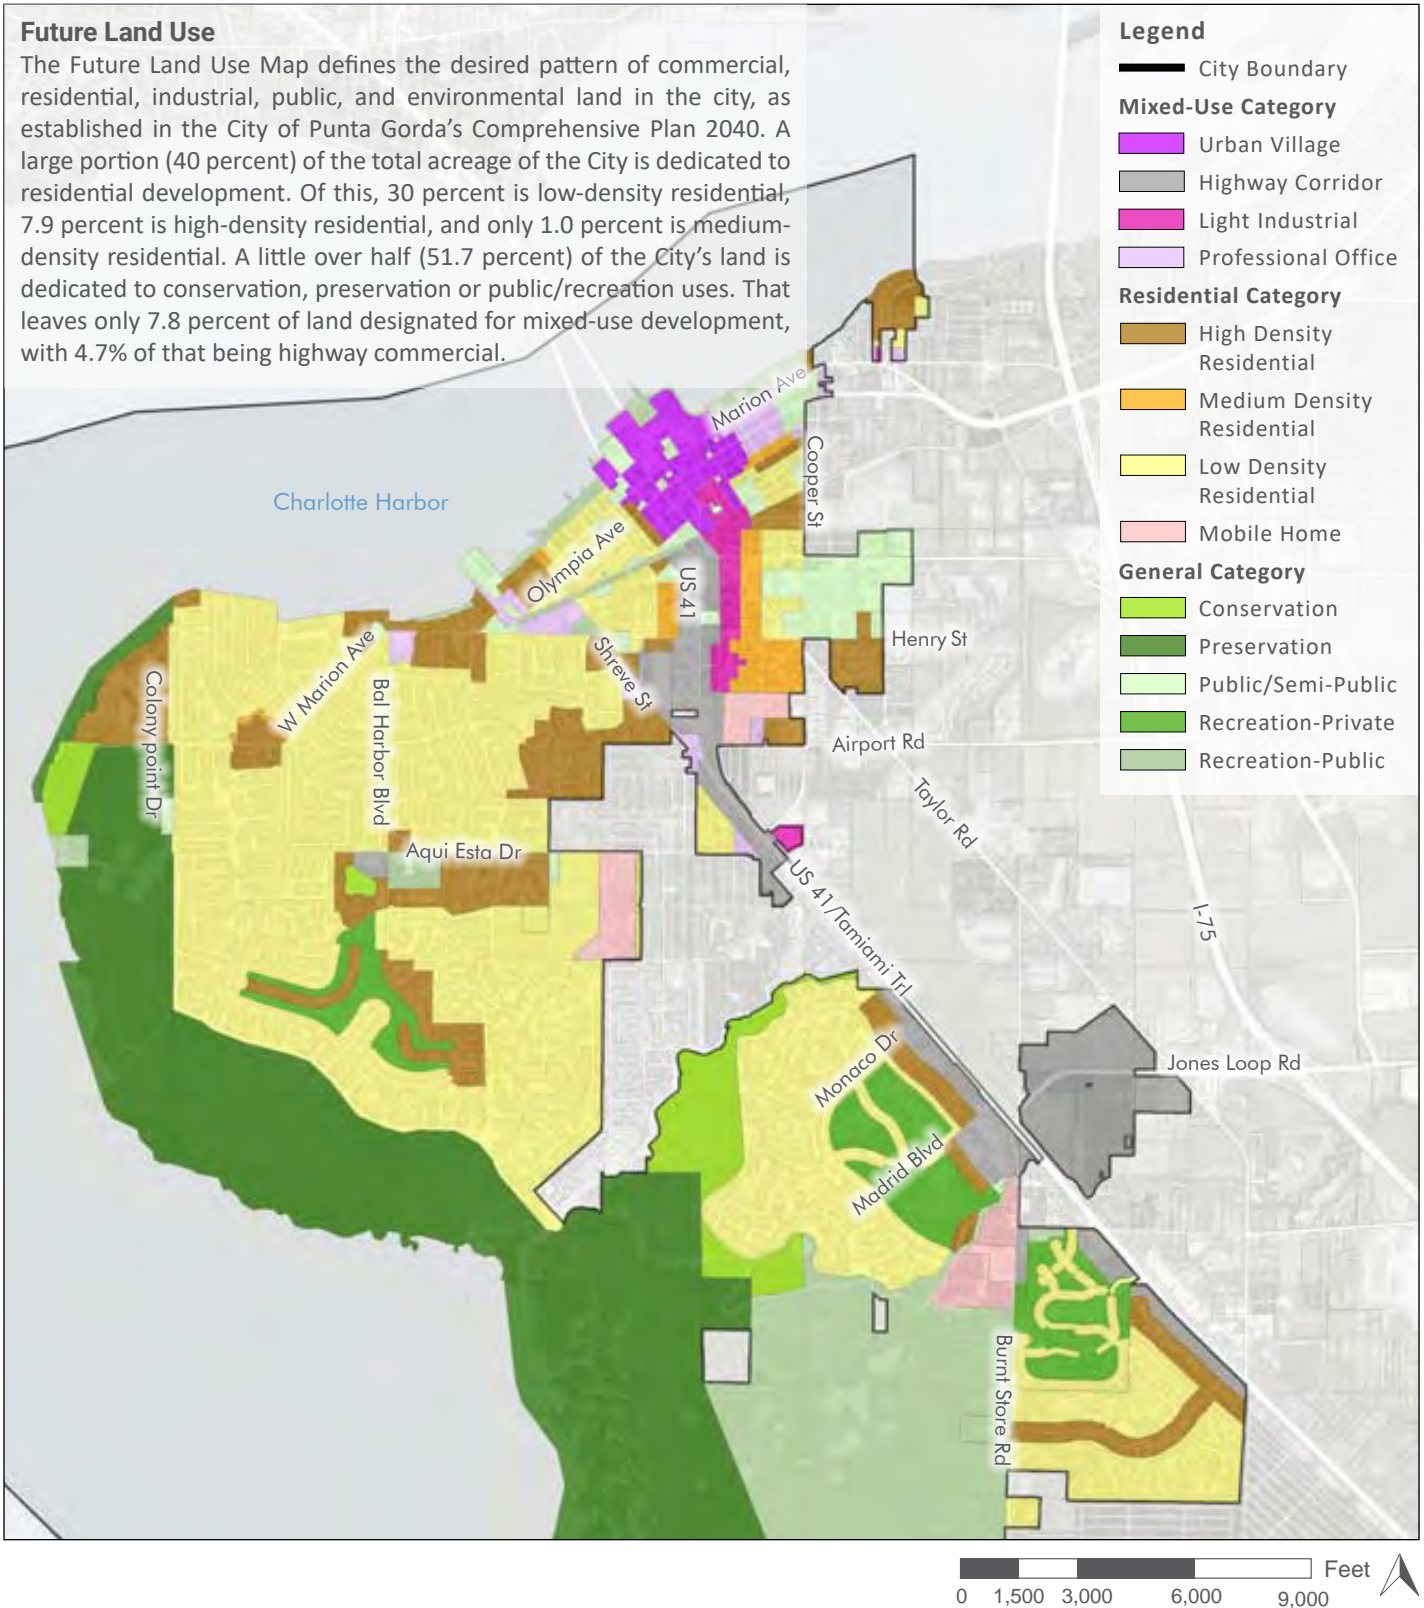 Future Land Use
The Future Land Use Map defines the desired pattern of commercial,
residential, industrial, public, and environmental land in the city, as
established in the City of Punta Gorda's Comprehensive Plan 2040. A
large portion (40 percent) of the total acreage of the City is dedicated to
residential development. Of this, 30 percent is low-density residential,
7.9 percent is high-density residential, and only 1.0 percent is medium-
density residential. A little over half (51.7 percent) of the City's land is
dedicated to conservation, preservation or public/recreation uses. That
leaves only 7.8 percent of land designated for mixed-use development,
with 4.7% of that being highway commercial.
Legend
City Boundary
Mixed-Use Category
Urban Village
Highway Corridor
Light Industrial
Professional Office
Residential Category
High Density
Residential
Medium Density
Residential
Low Density
Residential
Mobile Home
General Category
Conservation
Preservation
Public/Semi-Public
Recreation-Private
Recreation-Public
Marion Ave
Cooper St
Charlotte Harbor
Olympia Ave
US 41
Henry St
Shreve St
W Marion Ave
Colony point Dr
Bal Harbor Blvd
Airport Rd
Taylor Rd
Aqui Esta Dr
US 41/Tamiami Trl
I-75
Monaco Dr
Jones Loop Rd
Madrid Blvd
Burnt Store Rd
Feet
0 1,500 3,000 6,000 9,000